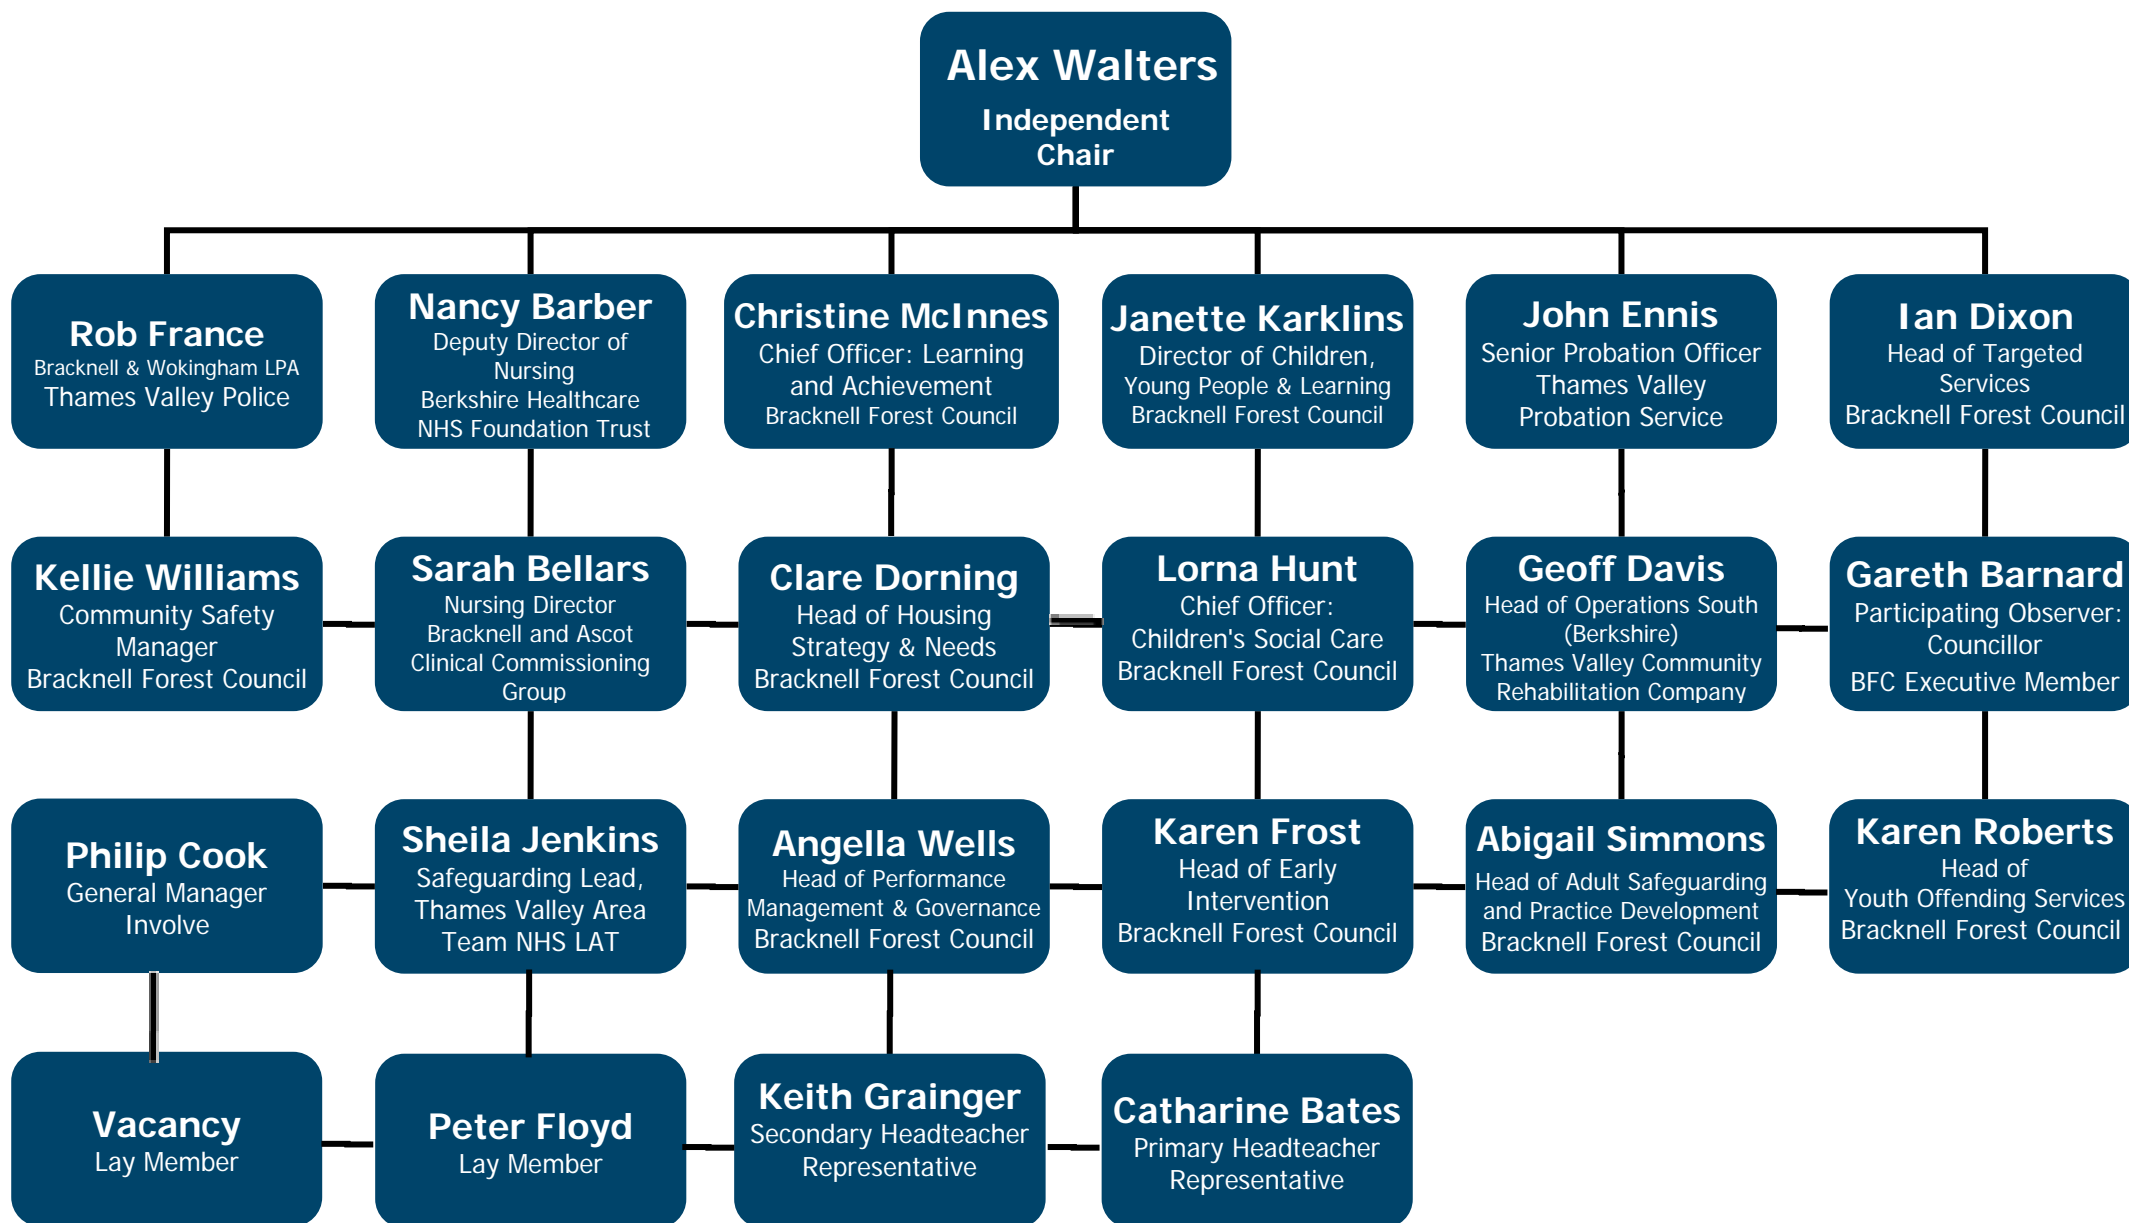 Alex Walters
Independent
Chair
Rob France
Bracknell & Wokingham LPA
Thames Valley Police
Nancy Barber
Deputy Director of
Nursing
Berkshire Healthcare
NHS Foundation Trust
Christine McInnes
Chief Officer: Learning
and Achievement
Bracknell Forest Council
Janette Karklins
Director of Children,
Young People & Learning
Bracknell Forest Council
John Ennis
Senior Probation Officer
Thames Valley
Probation Service
Ian Dixon
Head of Targeted
Services
Bracknell Forest Council
Kellie Williams
Community Safety
Manager
Bracknell Forest Council
Sarah Bellars
Nursing Director
Bracknell and Ascot
Clinical Commissioning
Group
Clare Dorning
Head of Housing
Strategy & Needs
Bracknell Forest Council
Lorna Hunt
Chief Officer:
Children's Social Care
Bracknell Forest Council
Geoff Davis
Head of Operations South
(Berkshire)
Thames Valley Community
Rehabilitation Company
Gareth Barnard
Participating Observer:
Councillor
BFC Executive Member
Philip Cook
General Manager
Involve
Sheila Jenkins
Safeguarding Lead,
Thames Valley Area
Team NHS LAT
Angella Wells
Head of Performance
Management & Governance
Bracknell Forest Council
Karen Frost
Head of Early
Intervention
Bracknell Forest Council
Abigail Simmons
Head of Adult Safeguarding
and Practice Development
Bracknell Forest Council
Karen Roberts
Head of
Youth Offending Services
Bracknell Forest Council
Vacancy
Lay Member
Peter Floyd
Lay Member
Keith Grainger
Secondary Headteacher
Representative
Catharine Bates
Primary Headteacher
Representative